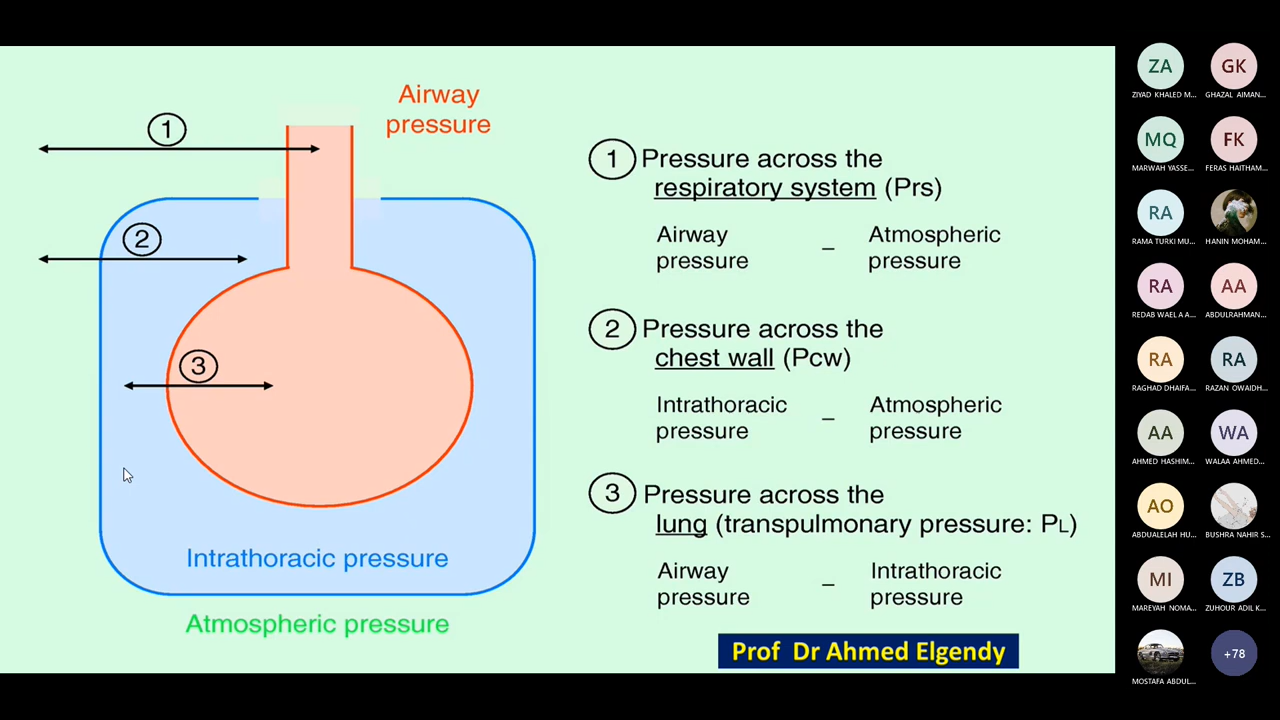 Airway
pressure
1
2
3
Intrathoracic pressure
Atmospheric pressure
1 Pressure across the
respiratory system (Prs)
Airway – Atmospheric
pressure pressure
2 Pressure across the
chest wall (Pcw)
Intrathoracic – Atmospheric
pressure pressure
3 Pressure across the
lung (transpulmonary pressure: PL)
Airway – Intrathoracic
pressure pressure
Prof Dr Ahmed Elgendy
ZA GK
ZIYAD KHALED M... GHAZAL AIMAN...
MQ FK
MARWAH YASSE... FERAS HAITHAM...
RA
RAMA TURKI MU... HANIN MOHAM...
RA AA
REDAB WAEL A A... ABDULRAHMAN...
RA RA
RAGHAD DHAIFA... RAZAN OWAIDH...
AA WA
AHMED HASHIM... WALAA AHMED...
AO
ABDUALELAH HU... BUSHRA NAHIR S...
MI ZB
MAREYAH NOMA... ZUHOUR ADIL K...
+78
MOSTAFA ABDUL...